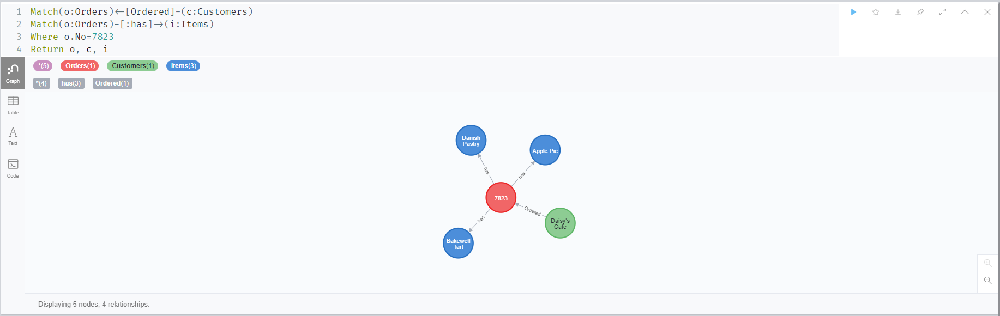 1 Match(o:Orders)<-[Ordered]-(c:Customers)
2 Match(o:Orders)-[:has]->(i:Items)
3 Where o.No=7823
4 Return o, c, i
*(5) Orders(1) Customers(1) Items(3)
*(4) has(3) Ordered(1)
Graph
Table
A
Text
Code
Danish
Pastry
Apple Pie
has
has
7823
Ordered
Daisy's
Cafe
has
Bakewell
Tart
Displaying 5 nodes, 4 relationships.